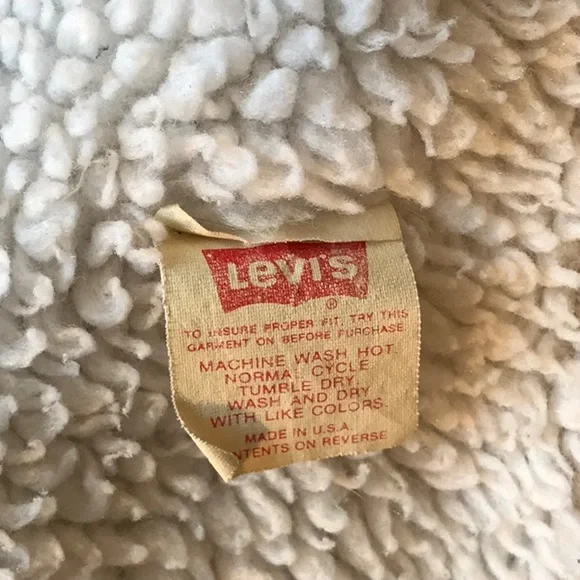 Levi's
®
TO INSURE PROPER FIT, TRY THIS
GARMENT ON BEFORE PURCHASE.
MACHINE WASH HOT.
NORMAL CYCLE
TUMBLE DRY
WASH AND DRY
WITH LIKE COLORS.
MADE IN U.S.A.
ON REVERSE